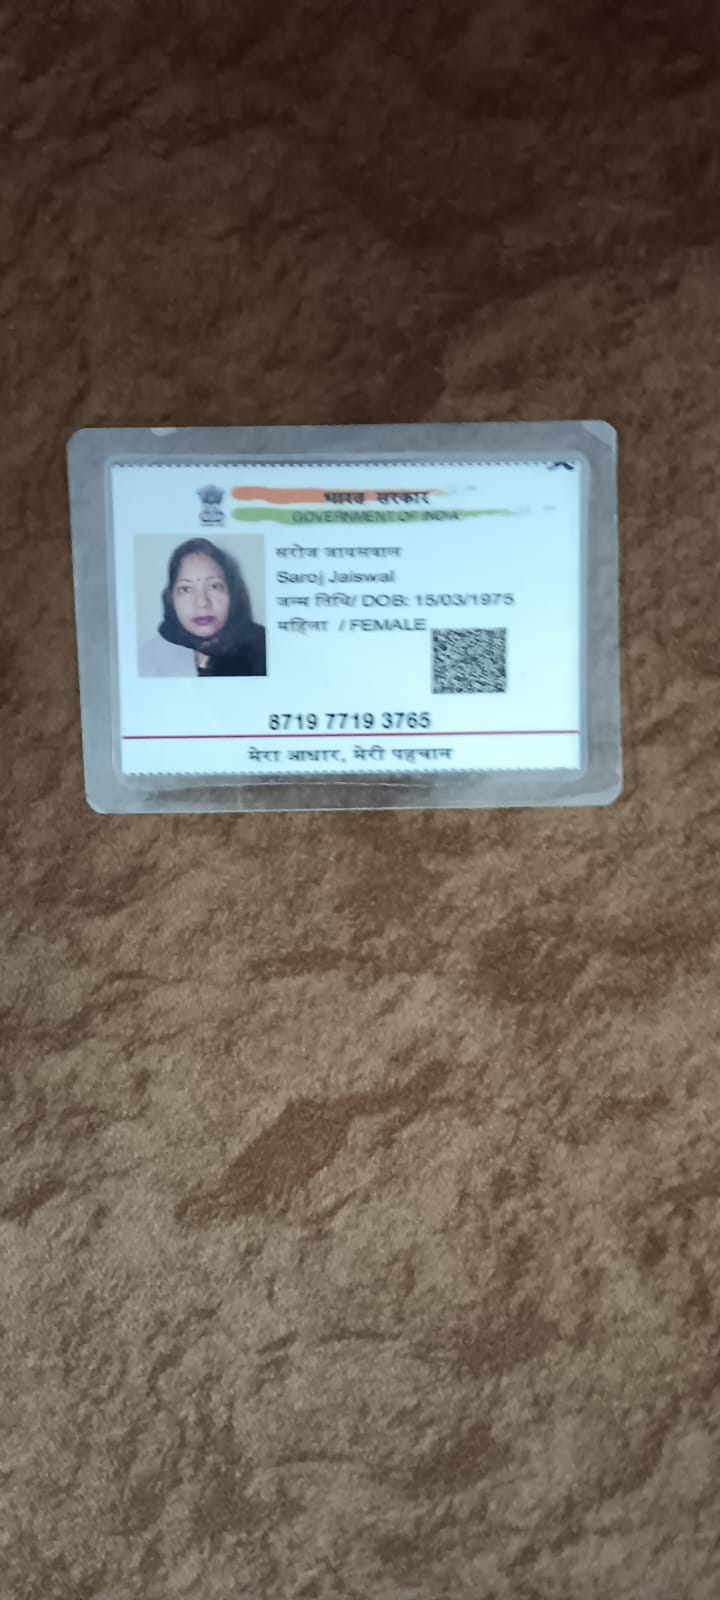 भारत सरकार
GOVERNMENT OF INDIA
सरोज जायसवाल
Saroj Jaiswal
जन्म तिथि/ DOB: 15/03/1975
महिला / FEMALE
8719 7719 3765
मेरा आधार, मेरी पहचान